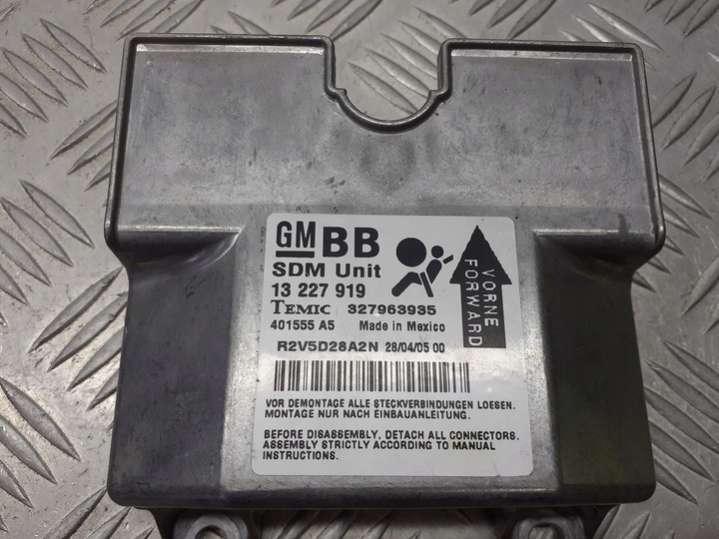 GM BB
SDM Unit
13 227 919
TEMIC 327963935
401555 A5 Made in Mexico
R2V5D28A2N 28/04/05 00
VORNE
FORWARD
VOR DEMONTAGE ALLE STECKVERBINDUNGEN LOESEN.
MONTAGE NUR NACH EINBAUANLEITUNG.
BEFORE DISASSEMBLY, DETACH ALL CONNECTORS.
ASSEMBLY STRICTLY ACCORDING TO MANUAL
INSTRUCTIONS.